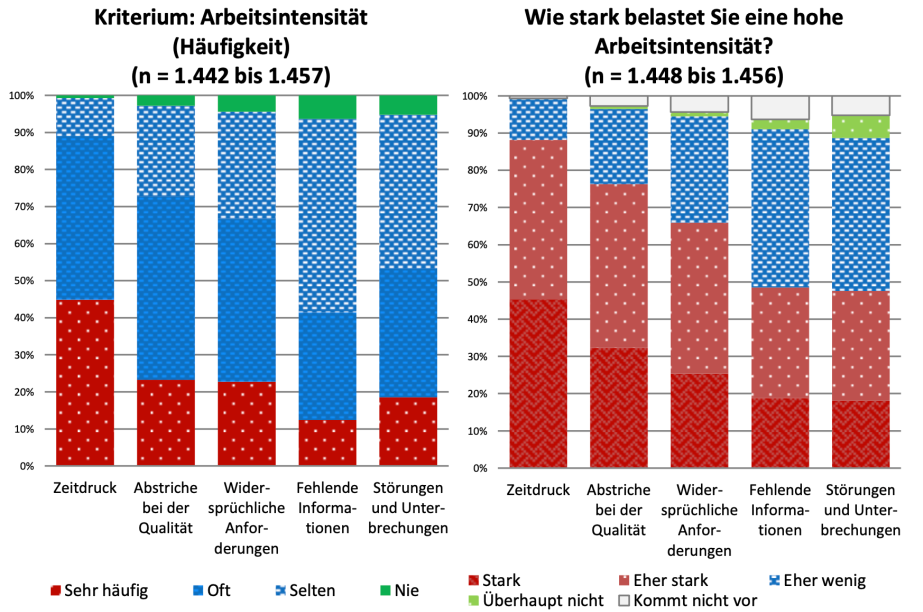 Kriterium: Arbeitsintensität
(Häufigkeit)
(n = 1.442 bis 1.457)
100%
90%
80%
70%
60%
50%
40%
30%
20%
10%
0%
Zeitdruck
Abstriche
bei der
Qualität
Wider-
sprüchliche
Anfor-
derungen
Fehlende
Informa-
tionen
Störungen
und Unter-
brechungen
Sehr häufig
Oft
Selten
Nie
Wie stark belastet Sie eine hohe
Arbeitsintensität?
(n = 1.448 bis 1.456)
100%
90%
80%
70%
60%
50%
40%
30%
20%
10%
0%
Zeitdruck
Abstriche
bei der
Qualität
Wider-
sprüchliche
Anfor-
derungen
Fehlende
Informa-
tionen
Störungen
und Unter-
brechungen
Stark
Eher stark
Eher wenig
Überhaupt nicht
Kommt nicht vor